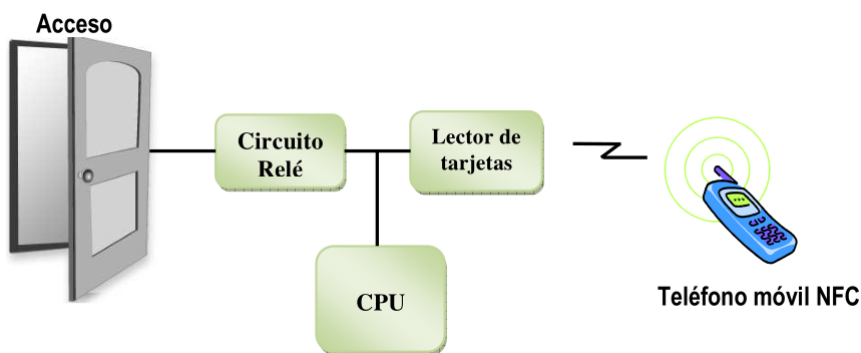 Acceso
Circuito
Relé
Lector de
tarjetas
CPU
Teléfono móvil NFC